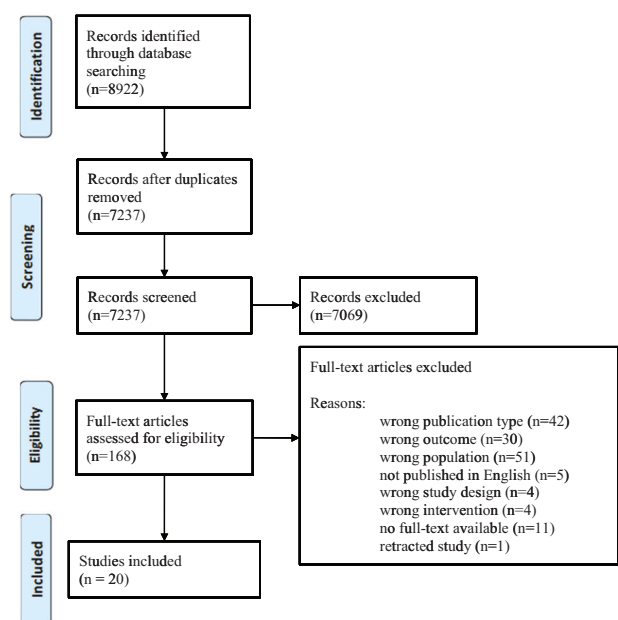 Identification
Records identified
through database
searching
(n=8922)
Records after duplicates
removed
(n=7237)
Screening
Records screened
(n=7237)
Records excluded
(n=7069)
Eligibility
Full-text articles
assessed for eligibility
(n=168)
Full-text articles excluded
Reasons:
wrong publication type (n=42)
wrong outcome (n=30)
wrong population (n=51)
not published in English (n=5)
wrong study design (n=4)
wrong intervention (n=4)
no full-text available (n=11)
retracted study (n=1)
Included
Studies included
(n = 20)